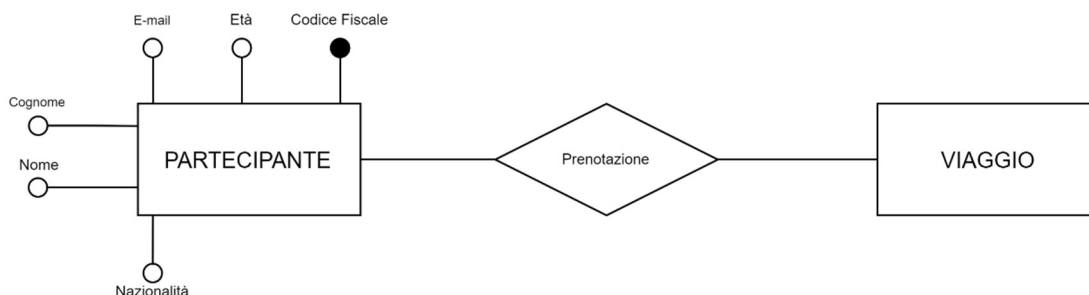 E-mail
Età
Codice Fiscale
Cognome
PARTECIPANTE
Prenotazione
VIAGGIO
Nome
Nazionalità